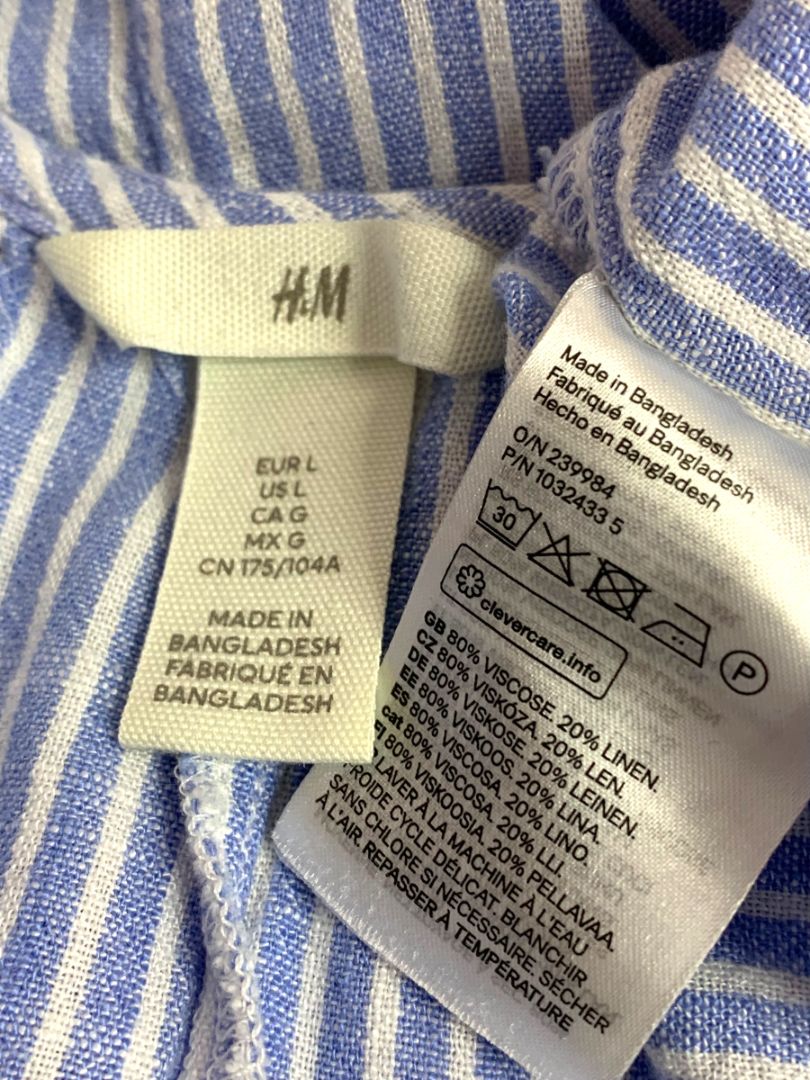 H&M
EUR L
US L
CA G
MX G
CN 175/104A
MADE IN
BANGLADESH
FABRIQUÉ EN
BANGLADESH
Made in Bangladesh
Fabriqué au Bangladesh
Hecho en Bangladesh
O/N 239984
P/N 1032433 5
30
P
clevercare.info
GB 80% VISCOSE. 20% LINEN.
CZ 80% VISKÓZA. 20% LEN.
DE 80% VISKOSE. 20% LEINEN.
EE 80% VISKOOS. 20% LINA.
ES 80% VISCOSA. 20% LINO.
cat 80% VISCOSA. 20% LLI.
FI 80% VISKOOSIA. 20% PELLAVAA.
LAVER À LA MACHINE À L'EAU
FROIDE CYCLE DÉLICAT. BLANCHIR
SANS CHLORE SI NÉCESSAIRE. SÉCHER
À L'AIR. REPASSER À TEMPÉRATURE